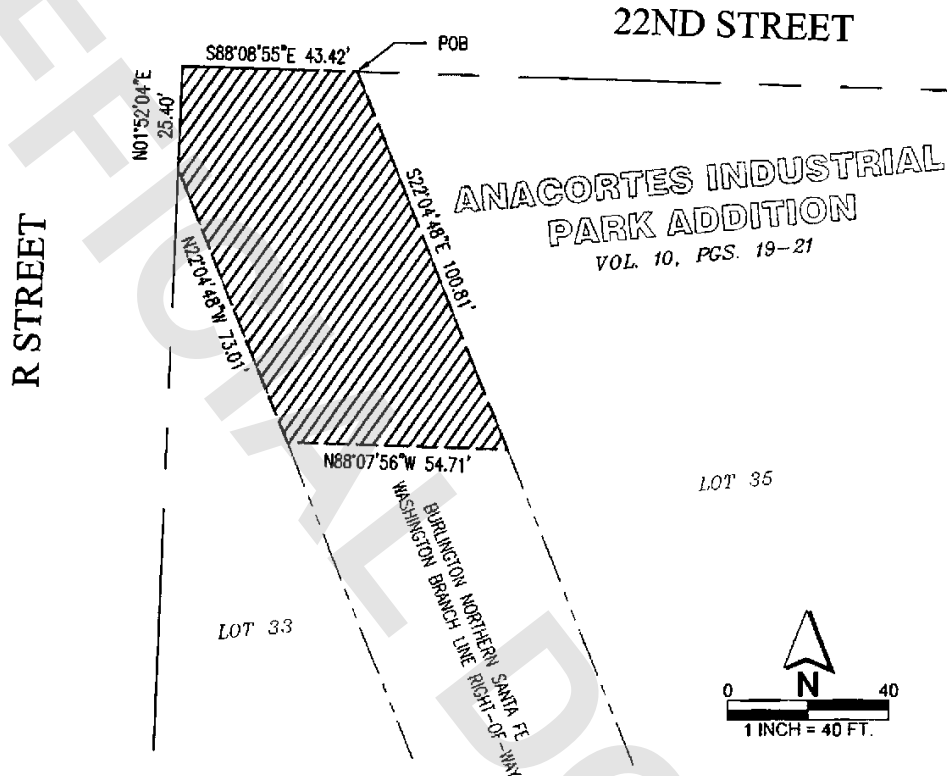 22ND STREET
POB
S88°08'55"E 43.42'
N01°52'04"E
25.40'
S22°04'48"E 100.81'
ANACORTES INDUSTRIAL
PARK ADDITION
VOL. 10, PGS. 19-21
R STREET
N22°04'48"W 73.01'
N88°07'56"W 54.71'
LOT 35
BURLINGTON NORTHERN SANTA FE
WASHINGTON BRANCH LINE RIGHT-OF-WAY
LOT 33
N
0 40
1 INCH = 40 FT.